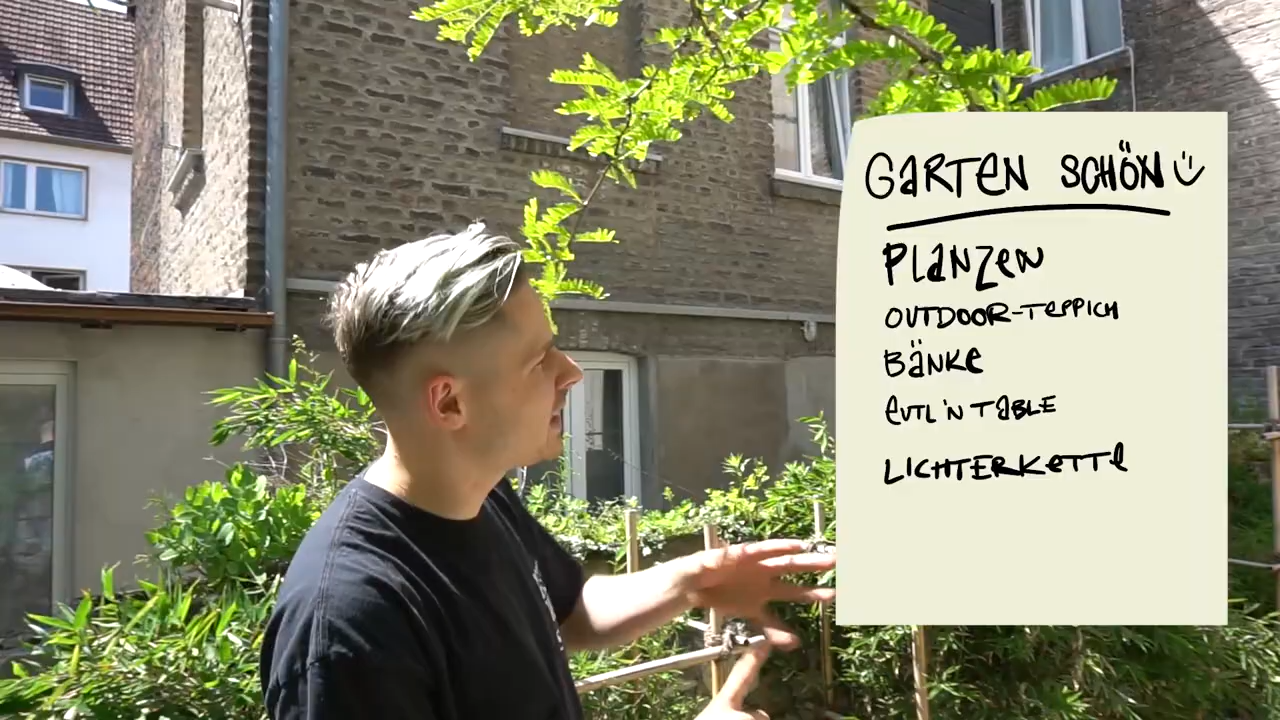 GARTEN SCHÖN :)
PLANZEN
OUTDOOR-TEPPICH
BÄNKE
EVTL 'N TABLE
LICHTERKETTE